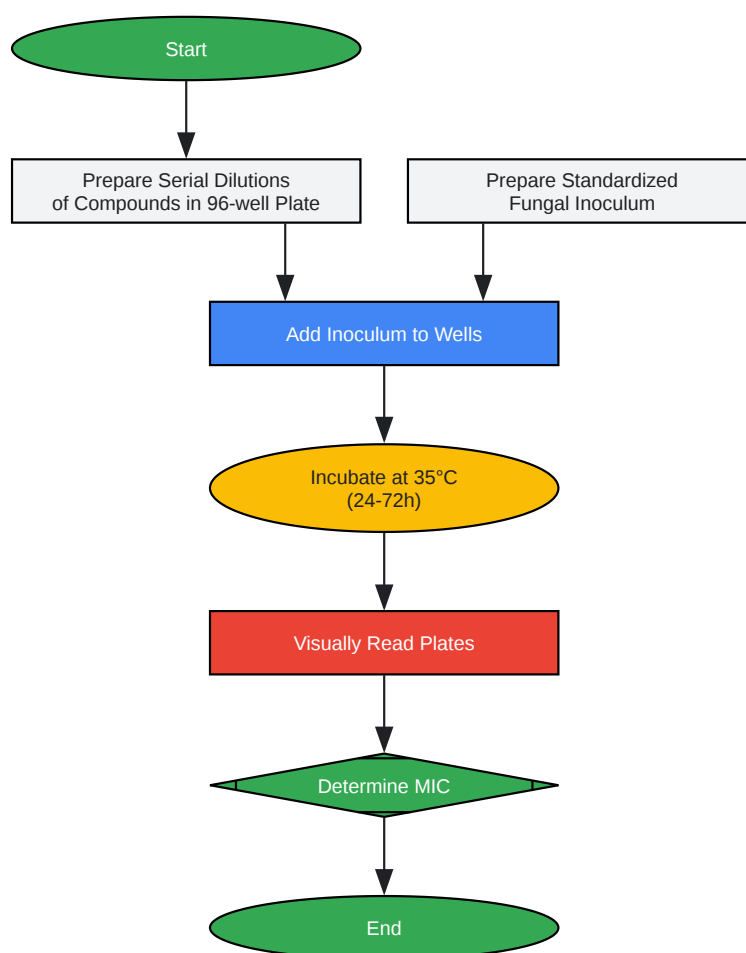 Start
Prepare Serial Dilutions
of Compounds in 96-well Plate
Prepare Standardized
Fungal Inoculum
Add Inoculum to Wells
Incubate at 35°C
(24-72h)
Visually Read Plates
Determine MIC
End